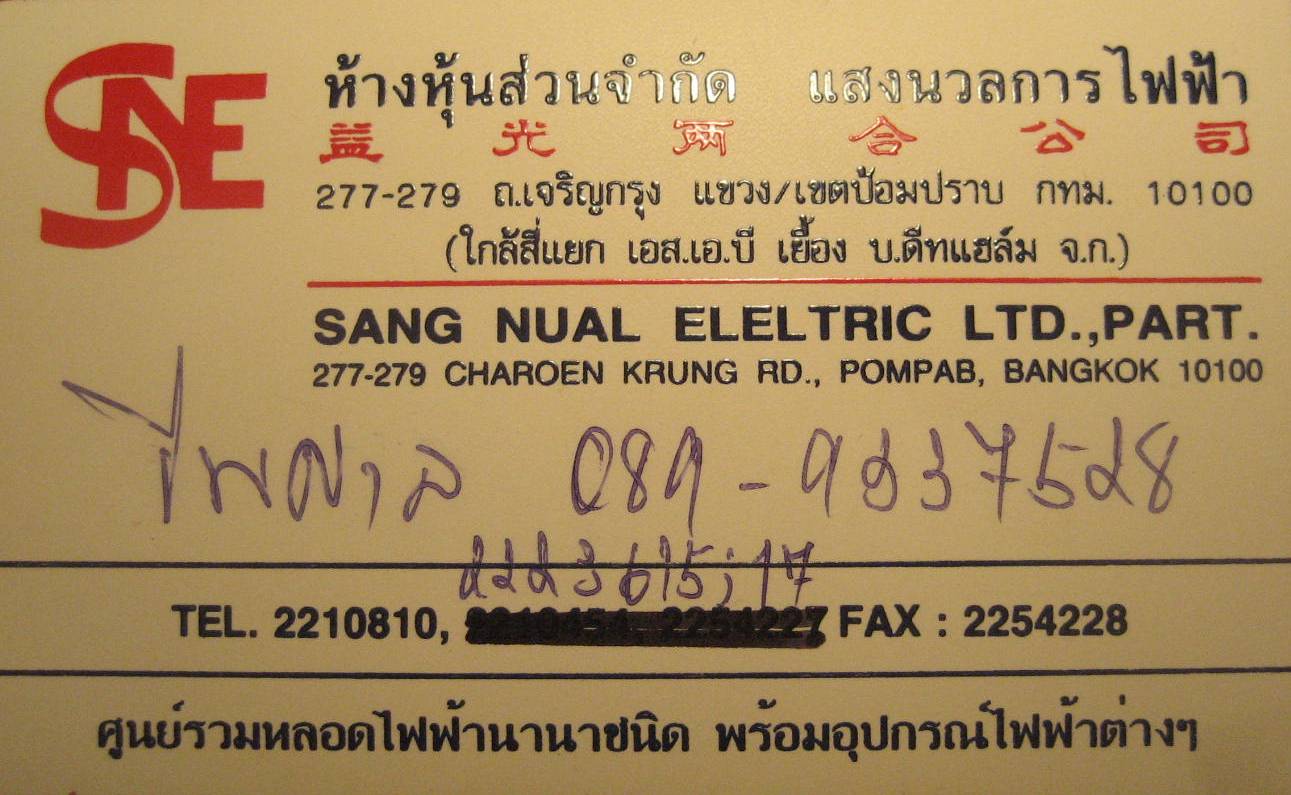 SNE
ห้างหุ้นส่วนจำกัด แสงนวลการไฟฟ้า
益光兩合公司
277-279 ถ.เจริญกรุง แขวง/เขตป้อมปราบ กทม. 10100
(ใกล้สี่แยก เอส.เอ.บี เยื้อง บ.ดีทแฮล์ม จ.ก.)
SANG NUAL ELELTRIC LTD.,PART.
277-279 CHAROEN KRUNG RD., POMPAB, BANGKOK 10100
ไพศาล 089-9337528
2223615;17
TEL. 2210810, FAX : 2254228
ศูนย์รวมหลอดไฟฟ้านานาชนิด พร้อมอุปกรณ์ไฟฟ้าต่างๆ